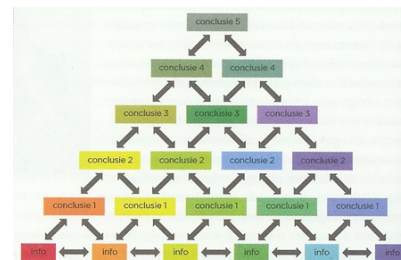 conclusie 5
conclusie 4 conclusie 4
conclusie 3 conclusie 3 conclusie 3
conclusie 2 conclusie 2 conclusie 2 conclusie 2
conclusie 1 conclusie 1 conclusie 1 conclusie 1 conclusie 1
info info info info info info